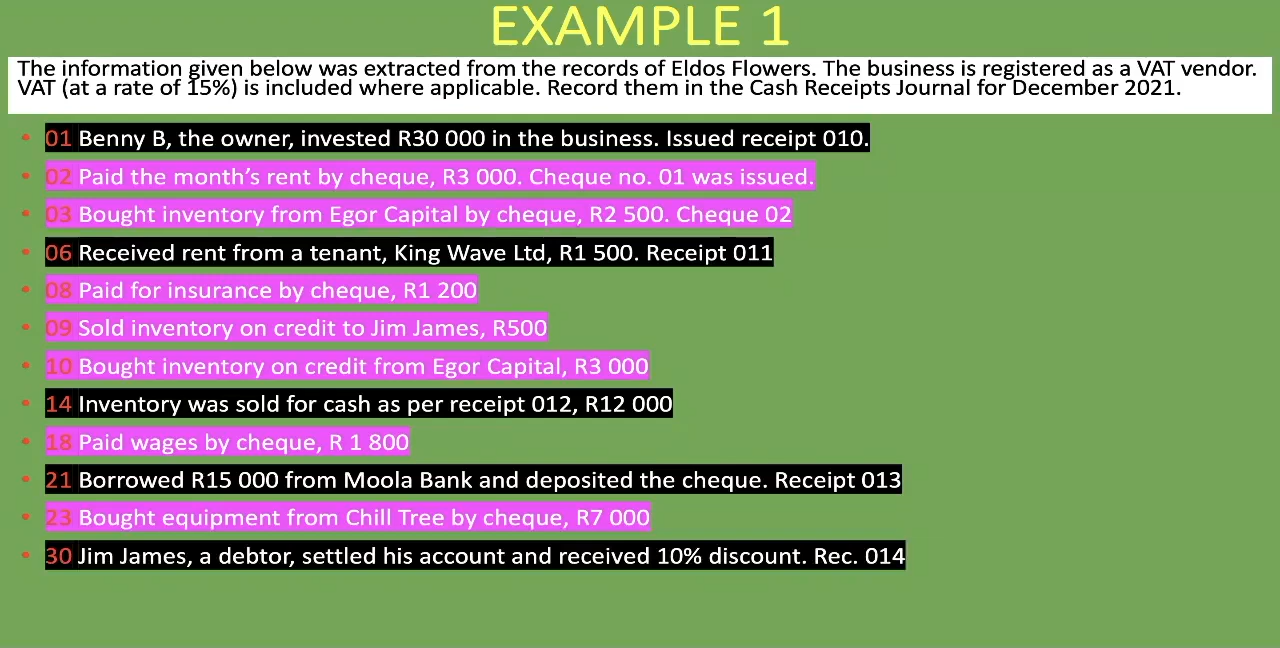 EXAMPLE 1
The information given below was extracted from the records of Eldos Flowers. The business is registered as a VAT vendor.
VAT (at a rate of 15%) is included where applicable. Record them in the Cash Receipts Journal for December 2021.
• 01 Benny B, the owner, invested R30 000 in the business. Issued receipt 010.
• 02 Paid the month's rent by cheque, R3 000. Cheque no. 01 was issued.
• 03 Bought inventory from Egor Capital by cheque, R2 500. Cheque 02
• 06 Received rent from a tenant, King Wave Ltd, R1 500. Receipt 011
• 08 Paid for insurance by cheque, R1 200
• 09 Sold inventory on credit to Jim James, R500
• 10 Bought inventory on credit from Egor Capital, R3 000
• 14 Inventory was sold for cash as per receipt 012, R12 000
• 18 Paid wages by cheque, R 1 800
• 21 Borrowed R15 000 from Moola Bank and deposited the cheque. Receipt 013
• 23 Bought equipment from Chill Tree by cheque, R7 000
• 30 Jim James, a debtor, settled his account and received 10% discount. Rec. 014